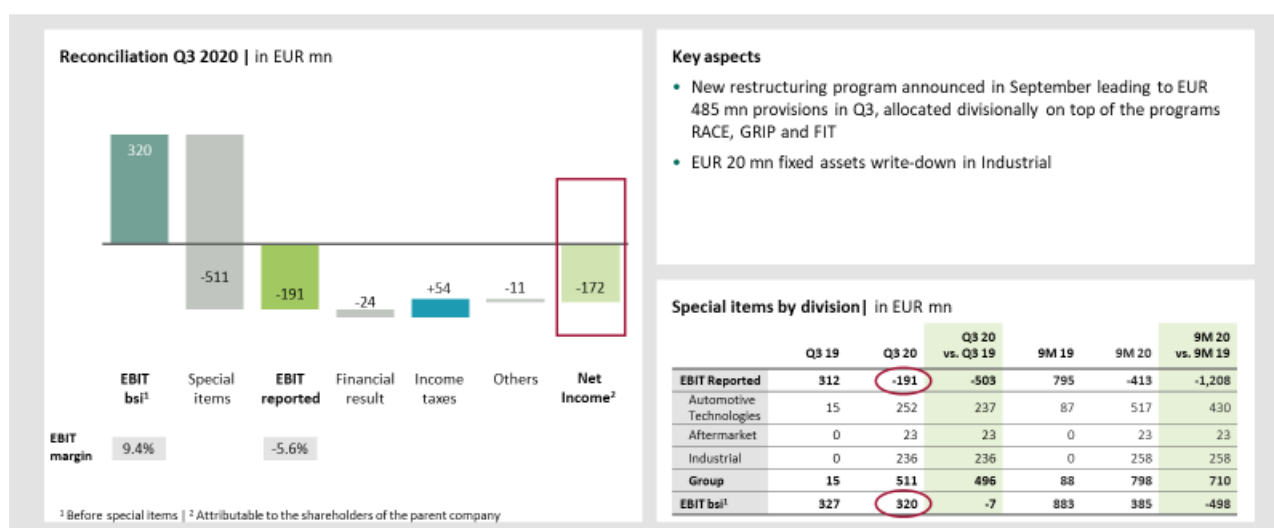 Reconciliation Q3 2020 | in EUR mn
320
-511
-191
-24
+54
-11
-172
EBIT bsi¹
Special items
EBIT reported
Financial result
Income taxes
Others
Net Income²
EBIT margin
9.4%
-5.6%
¹ Before special items | ² Attributable to the shareholders of the parent company
Key aspects
• New restructuring program announced in September leading to EUR
485 mn provisions in Q3, allocated divisionally on top of the programs
RACE, GRIP and FIT
• EUR 20 mn fixed assets write-down in Industrial
Special items by division| in EUR mn
Q3 19 Q3 20 Q3 20 vs. Q3 19 9M 19 9M 20 9M 20 vs. 9M 19
EBIT Reported 312 -191 -503 795 -413 -1,208
Automotive Technologies 15 252 237 87 517 430
Aftermarket 0 23 23 0 23 23
Industrial 0 236 236 0 258 258
Group 15 511 496 88 798 710
EBIT bsi¹ 327 320 -7 883 385 -498